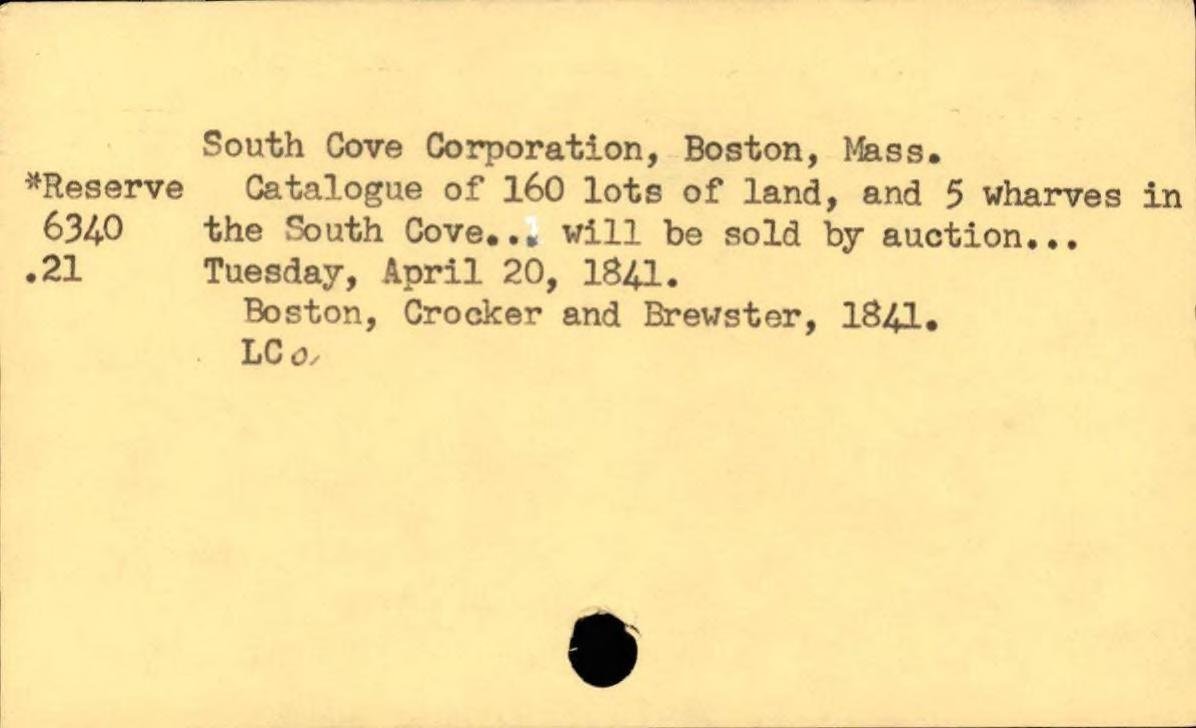 South Cove Corporation, Boston, Mass.
*Reserve Catalogue of 160 lots of land, and 5 wharves in
6340 the South Cove... will be sold by auction...
.21 Tuesday, April 20, 1841.
Boston, Crocker and Brewster, 1841.
LC